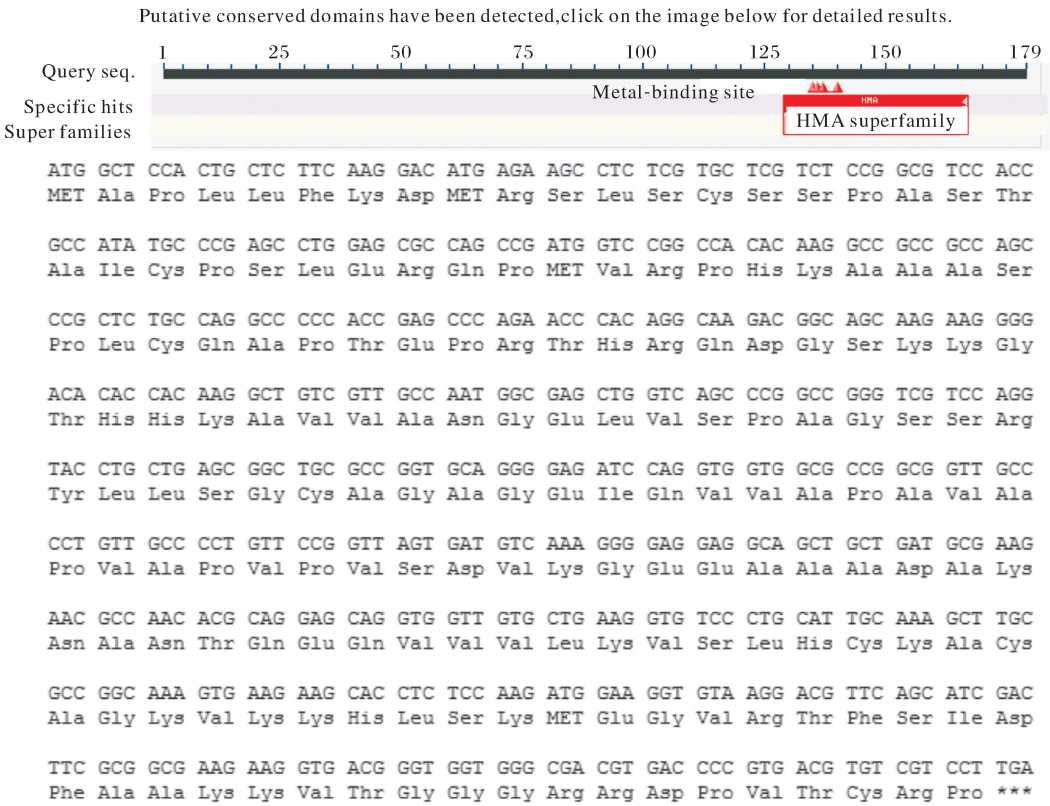 Putative conserved domains have been detected,click on the image below for detailed results.
1 25 50 75 100 125 150 179
Query seq.
Metal-binding site
Specific hits
HMA
Super families
HMA superfamily
ATG GCT CCA CTG CTC TTC AAG GAC ATG AGA AGC CTC TCG TGC TCG TCT CCG GCG TCC ACC
MET Ala Pro Leu Leu Phe Lys Asp MET Arg Ser Leu Ser Cys Ser Ser Pro Ala Ser Thr
GCC ATA TGC CCG AGC CTG GAG CGC CAG CCG ATG GTC CGG CCA CAC AAG GCC GCC GCC AGC
Ala Ile Cys Pro Ser Leu Glu Arg Gln Pro MET Val Arg Pro His Lys Ala Ala Ala Ser
CCG CTC TGC CAG GCC CCC ACC GAG CCC AGA ACC CAC AGG CAA GAC GGC AGC AAG AAG GGG
Pro Leu Cys Gln Ala Pro Thr Glu Pro Arg Thr His Arg Gln Asp Gly Ser Lys Lys Gly
ACA CAC CAC AAG GCT GTC GTT GCC AAT GGC GAG CTG GTC AGC CCG GCC GGG TCG TCC AGG
Thr His His Lys Ala Val Val Ala Asn Gly Glu Leu Val Ser Pro Ala Gly Ser Ser Arg
TAC CTG CTG AGC GGC TGC GCC GGT GCA GGG GAG ATC CAG GTG GTG GCG CCG GCG GTT GCC
Tyr Leu Leu Ser Gly Cys Ala Gly Ala Gly Glu Ile Gln Val Val Ala Pro Ala Val Ala
CCT GTT GCC CCT GTT CCG GTT AGT GAT GTC AAA GGG GAG GAG GCA GCT GCT GAT GCG AAG
Pro Val Ala Pro Val Pro Val Ser Asp Val Lys Gly Glu Glu Ala Ala Ala Asp Ala Lys
AAC GCC AAC ACG CAG GAG CAG GTG GTT GTG CTG AAG GTG TCC CTG CAT TGC AAA GCT TGC
Asn Ala Asn Thr Gln Glu Gln Val Val Val Leu Lys Val Ser Leu His Cys Lys Ala Cys
GCC GGC AAA GTG AAG AAG CAC CTC TCC AAG ATG GAA GGT GTA AGG ACG TTC AGC ATC GAC
Ala Gly Lys Val Lys Lys His Leu Ser Lys MET Glu Gly Val Arg Thr Phe Ser Ile Asp
TTC GCG GCG AAG AAG GTG ACG GGT GGT GGG CGA CGT GAC CCC GTG ACG TGT CGT CCT TGA
Phe Ala Ala Lys Lys Val Thr Gly Gly Gly Arg Arg Asp Pro Val Thr Cys Arg Pro ***